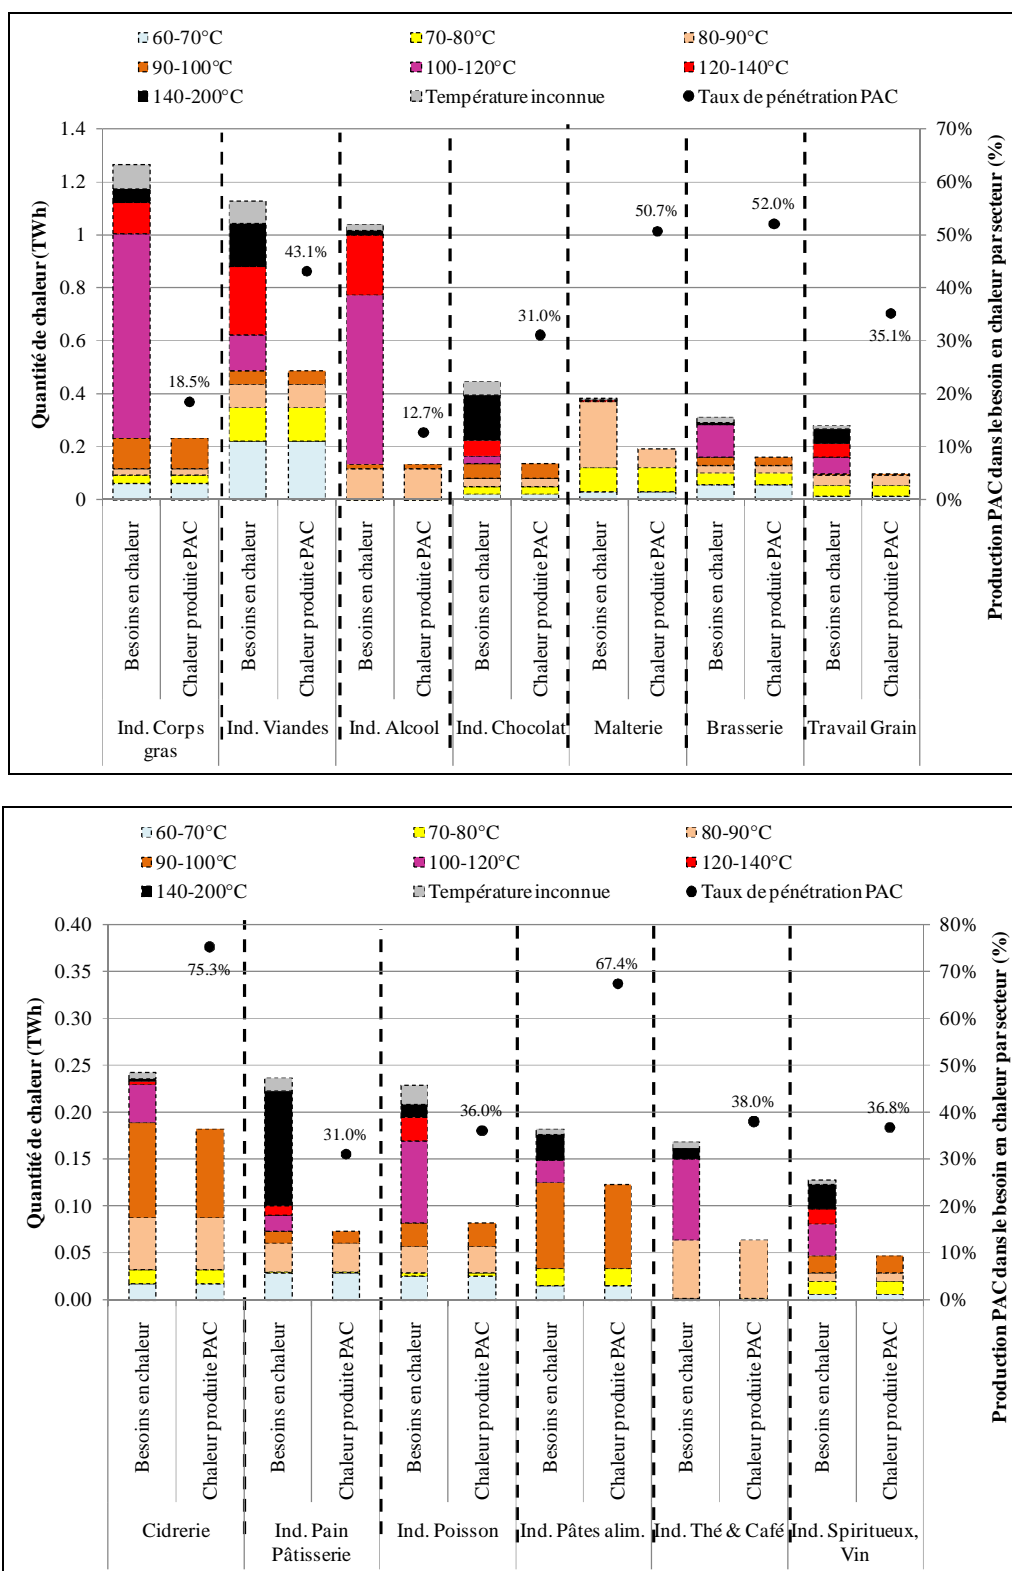 60-70°C
70-80°C
80-90°C
90-100°C
100-120°C
120-140°C
140-200°C
Température inconnue
Taux de pénétration PAC
Quantité de chaleur (TWh)
1.4
1.2
1
0.8
0.6
0.4
0.2
0
18.5%
43.1%
12.7%
31.0%
50.7%
52.0%
35.1%
70%
60%
50%
40%
30%
20%
10%
0%
Production PAC dans le besoin en chaleur par secteur (%)
Besoins en chaleur
Chaleur produite PAC
Besoins en chaleur
Chaleur produite PAC
Besoins en chaleur
Chaleur produite PAC
Besoins en chaleur
Chaleur produite PAC
Besoins en chaleur
Chaleur produite PAC
Besoins en chaleur
Chaleur produite PAC
Besoins en chaleur
Chaleur produite PAC
Ind. Corps
gras
Ind. Viandes
Ind. Alcool
Ind. Chocolat
Malterie
Brasserie
Travail Grain
60-70°C
70-80°C
80-90°C
90-100°C
100-120°C
120-140°C
140-200°C
Température inconnue
Taux de pénétration PAC
Quantité de chaleur (TWh)
0.40
0.35
0.30
0.25
0.20
0.15
0.10
0.05
0.00
75.3%
31.0%
36.0%
67.4%
38.0%
36.8%
80%
70%
60%
50%
40%
30%
20%
10%
0%
Production PAC dans le besoin en chaleur par secteur (%)
Besoins en chaleur
Chaleur produite PAC
Besoins en chaleur
Chaleur produite PAC
Besoins en chaleur
Chaleur produite PAC
Besoins en chaleur
Chaleur produite PAC
Besoins en chaleur
Chaleur produite PAC
Besoins en chaleur
Chaleur produite PAC
Cidrerie
Ind. Pain
Pâtisserie
Ind. Poisson
Ind. Pâtes alim.
Ind. Thé & Café
Ind. Spiritueux,
Vin